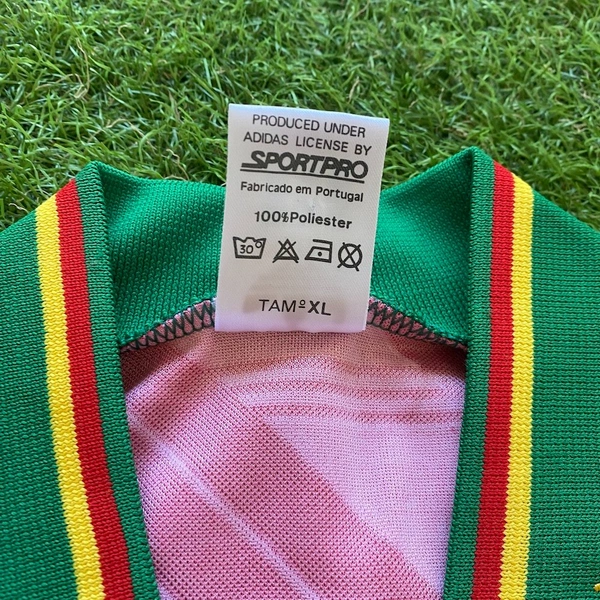 PRODUCED UNDER
ADIDAS LICENSE BY
SPORTPRO
Fabricado em Portugal
100%Poliester
30°
TAMº XL